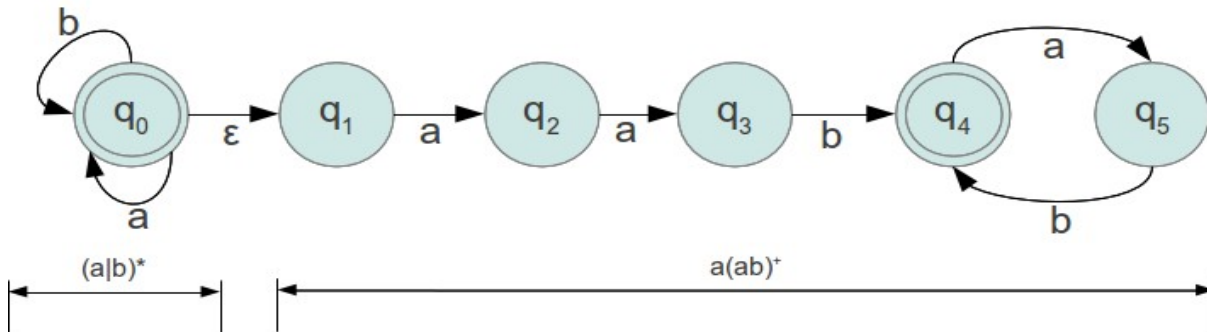 b
a
q₀ q₁ q₂ q₃ q₄ q₅
ε a a b
a
b
(a|b)*
a(ab)⁺